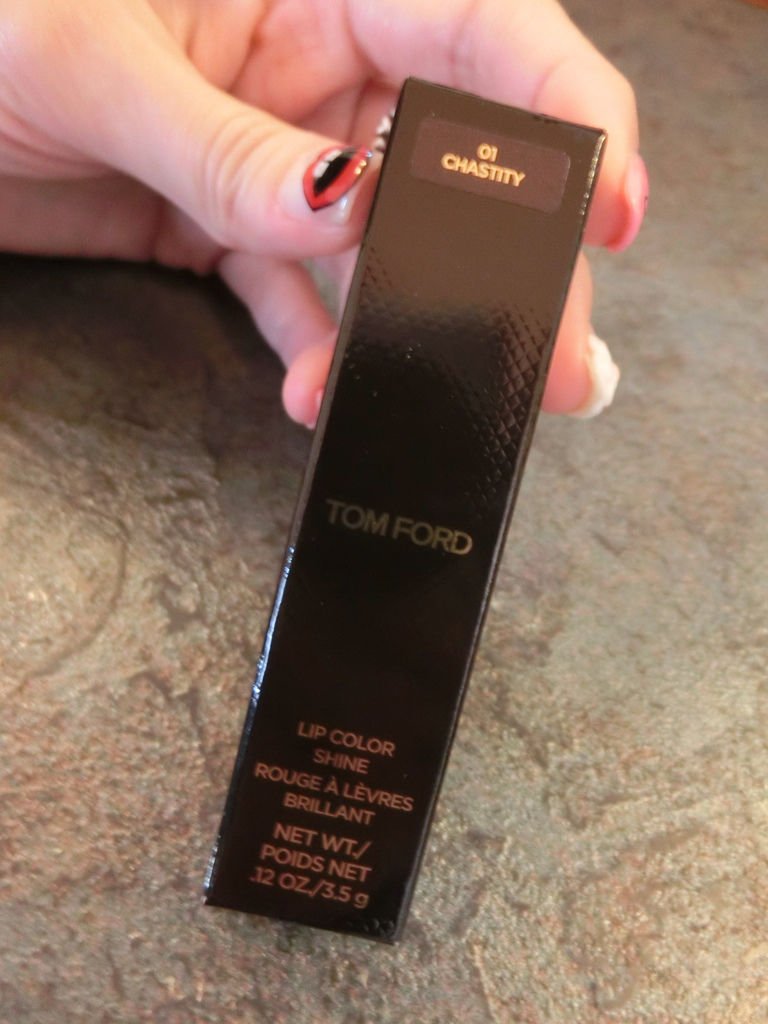 01
CHASTITY
TOM FORD
LIP COLOR
SHINE
ROUGE À LÈVRES
BRILLANT
NET WT./
POIDS NET
.12 OZ./3.5 g